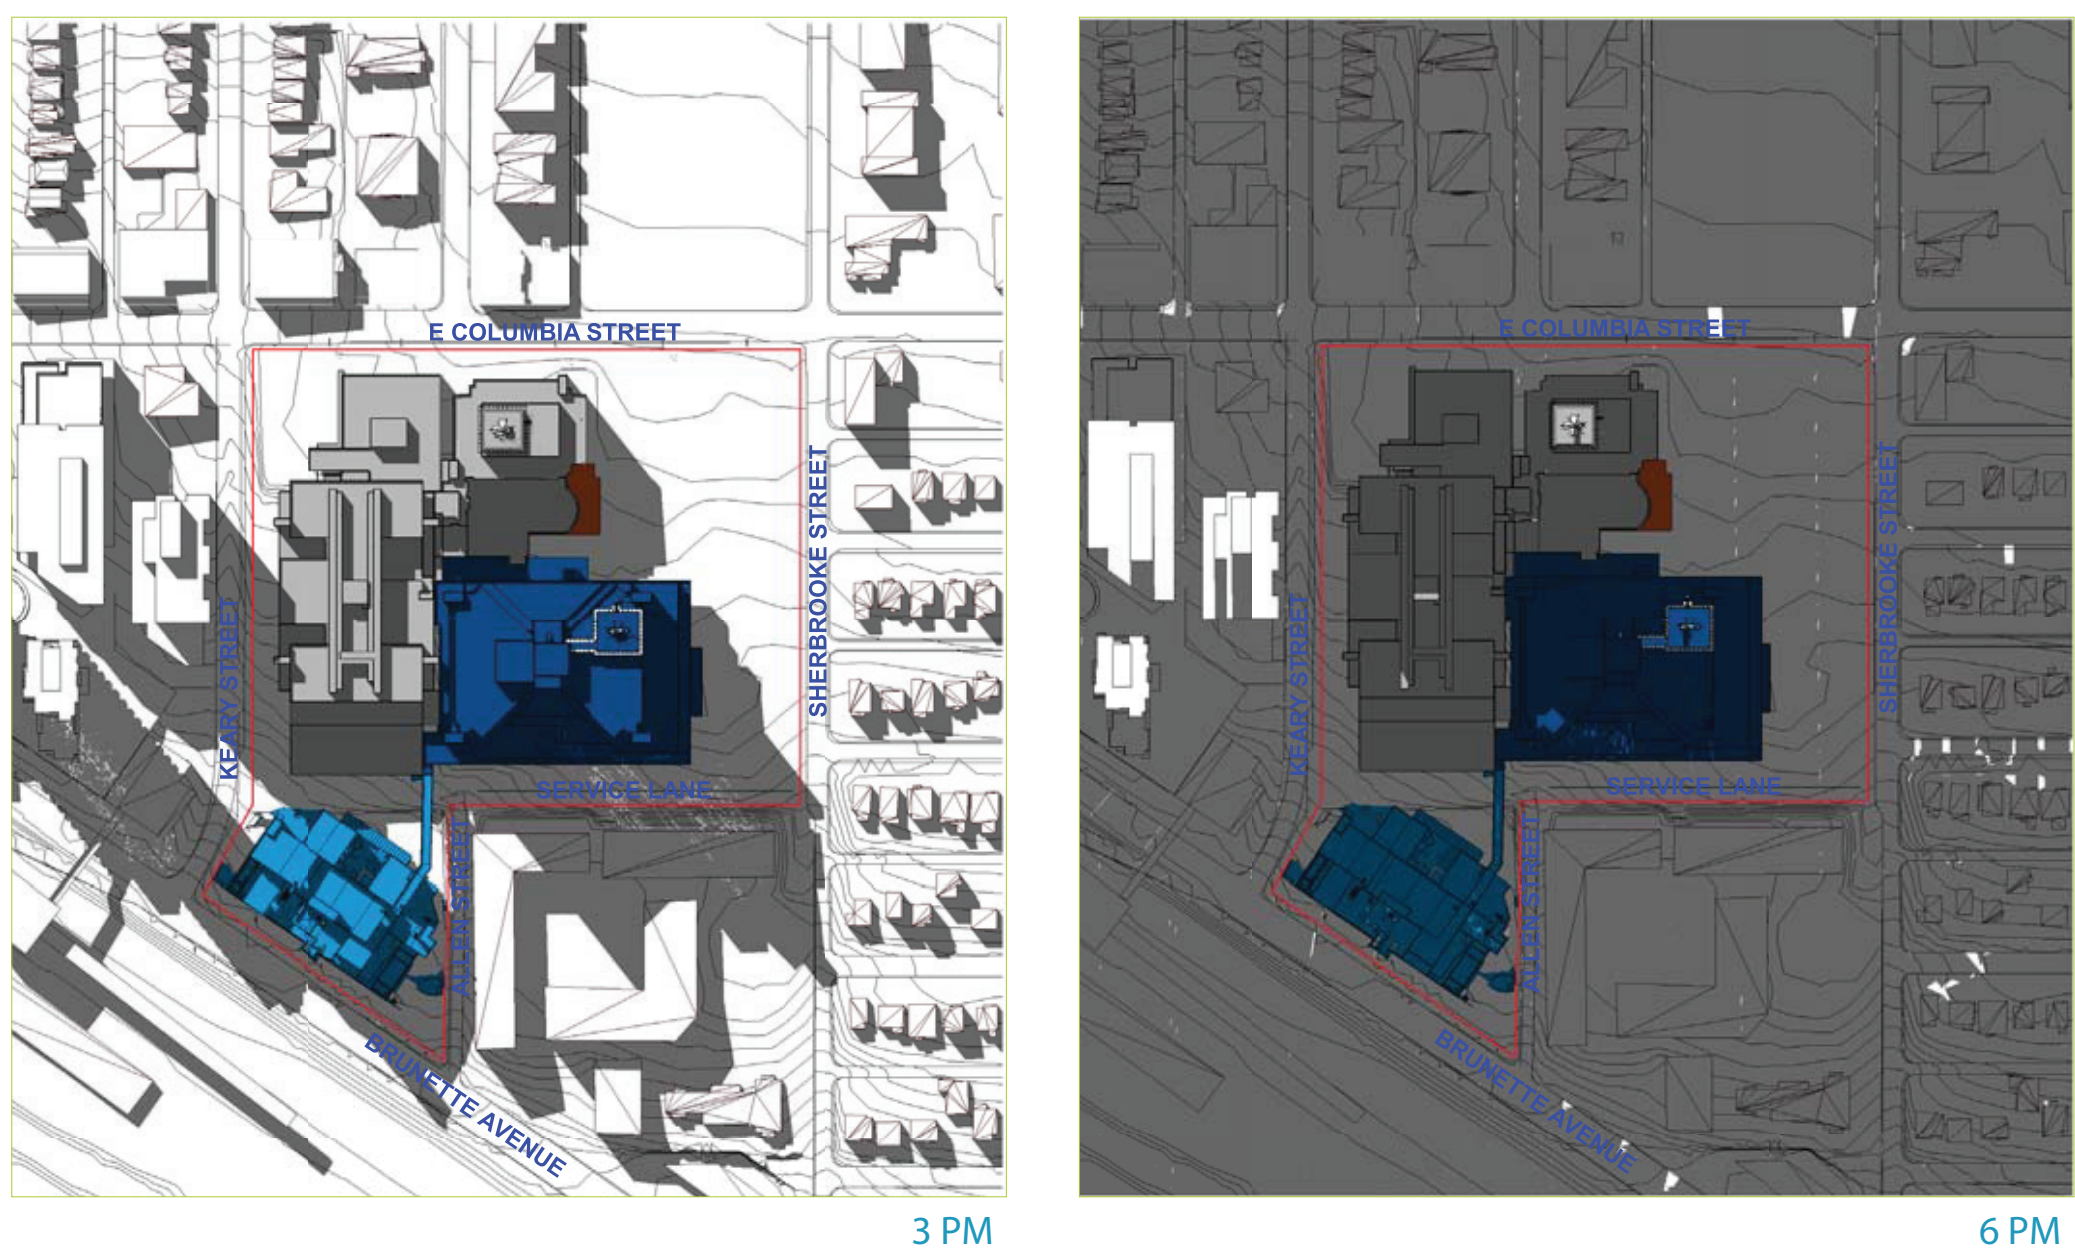 E COLUMBIA STREET
SHERBROOKE STREET
KEARY STREET
SERVICE LANE
ALLEN STREET
BRUNETTE AVENUE
3 PM
E COLUMBIA STREET
SHERBROOKE STREET
KEARY STREET
SERVICE LANE
ALLEN STREET
BRUNETTE AVENUE
6 PM